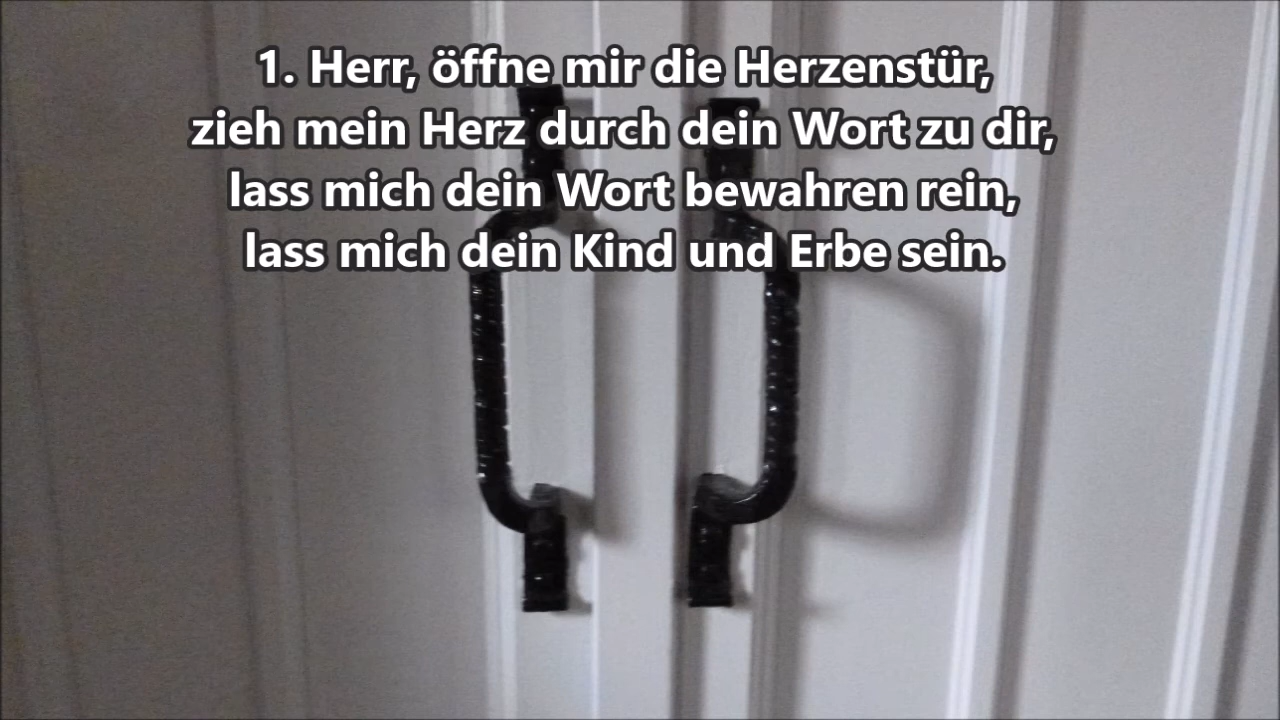 1. Herr, öffne mir die Herzenstür,
zieh mein Herz durch dein Wort zu dir,
lass mich dein Wort bewahren rein,
lass mich dein Kind und Erbe sein.